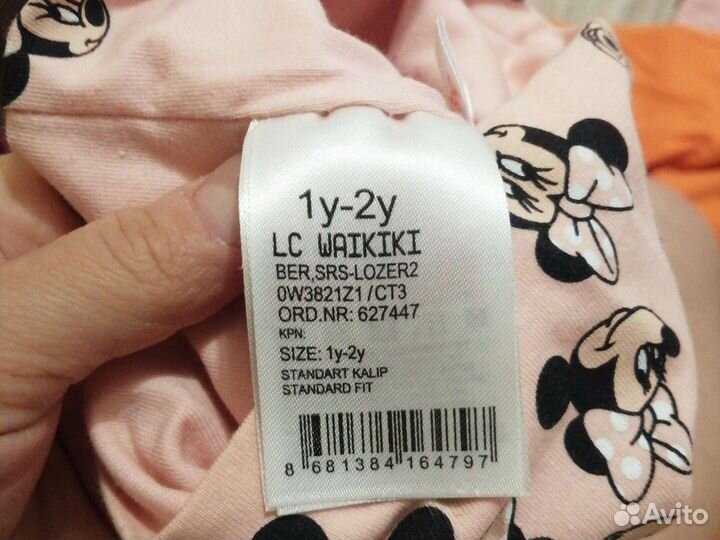 1y-2y
LC WAIKIKI
BER,SRS-LOZER2
0W3821Z1/CT3
ORD.NR: 627447
KPN:
SIZE: 1y-2y
STANDART KALIP
STANDARD FIT
8 681384 164797
Avito